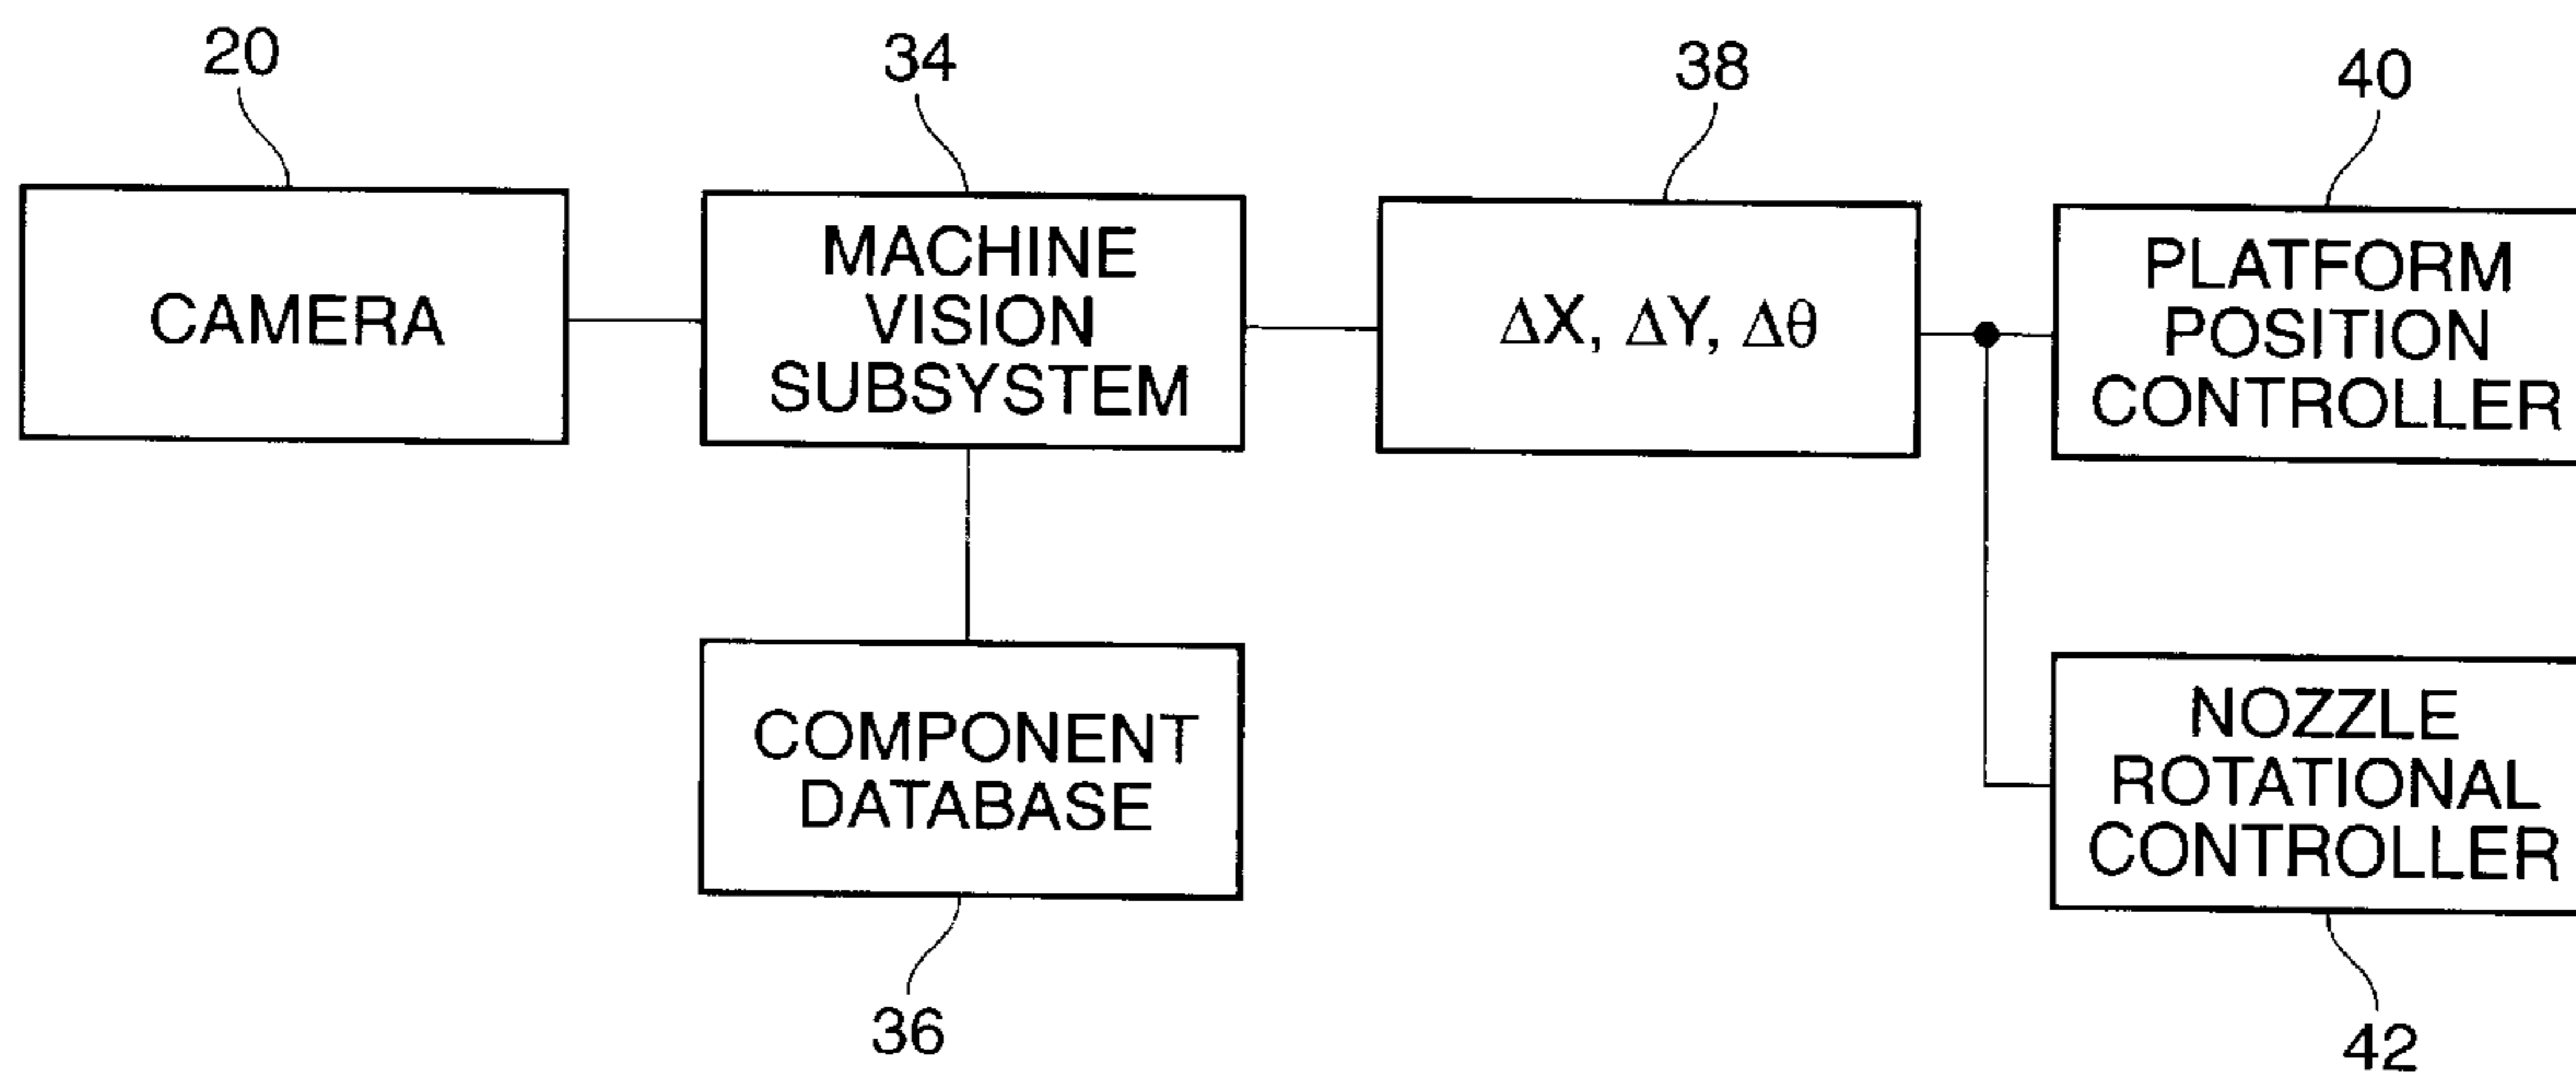 20
34
38
40
CAMERA
MACHINE
VISION
SUBSYSTEM
ΔX, ΔY, Δθ
PLATFORM
POSITION
CONTROLLER
COMPONENT
DATABASE
NOZZLE
ROTATIONAL
CONTROLLER
36
42